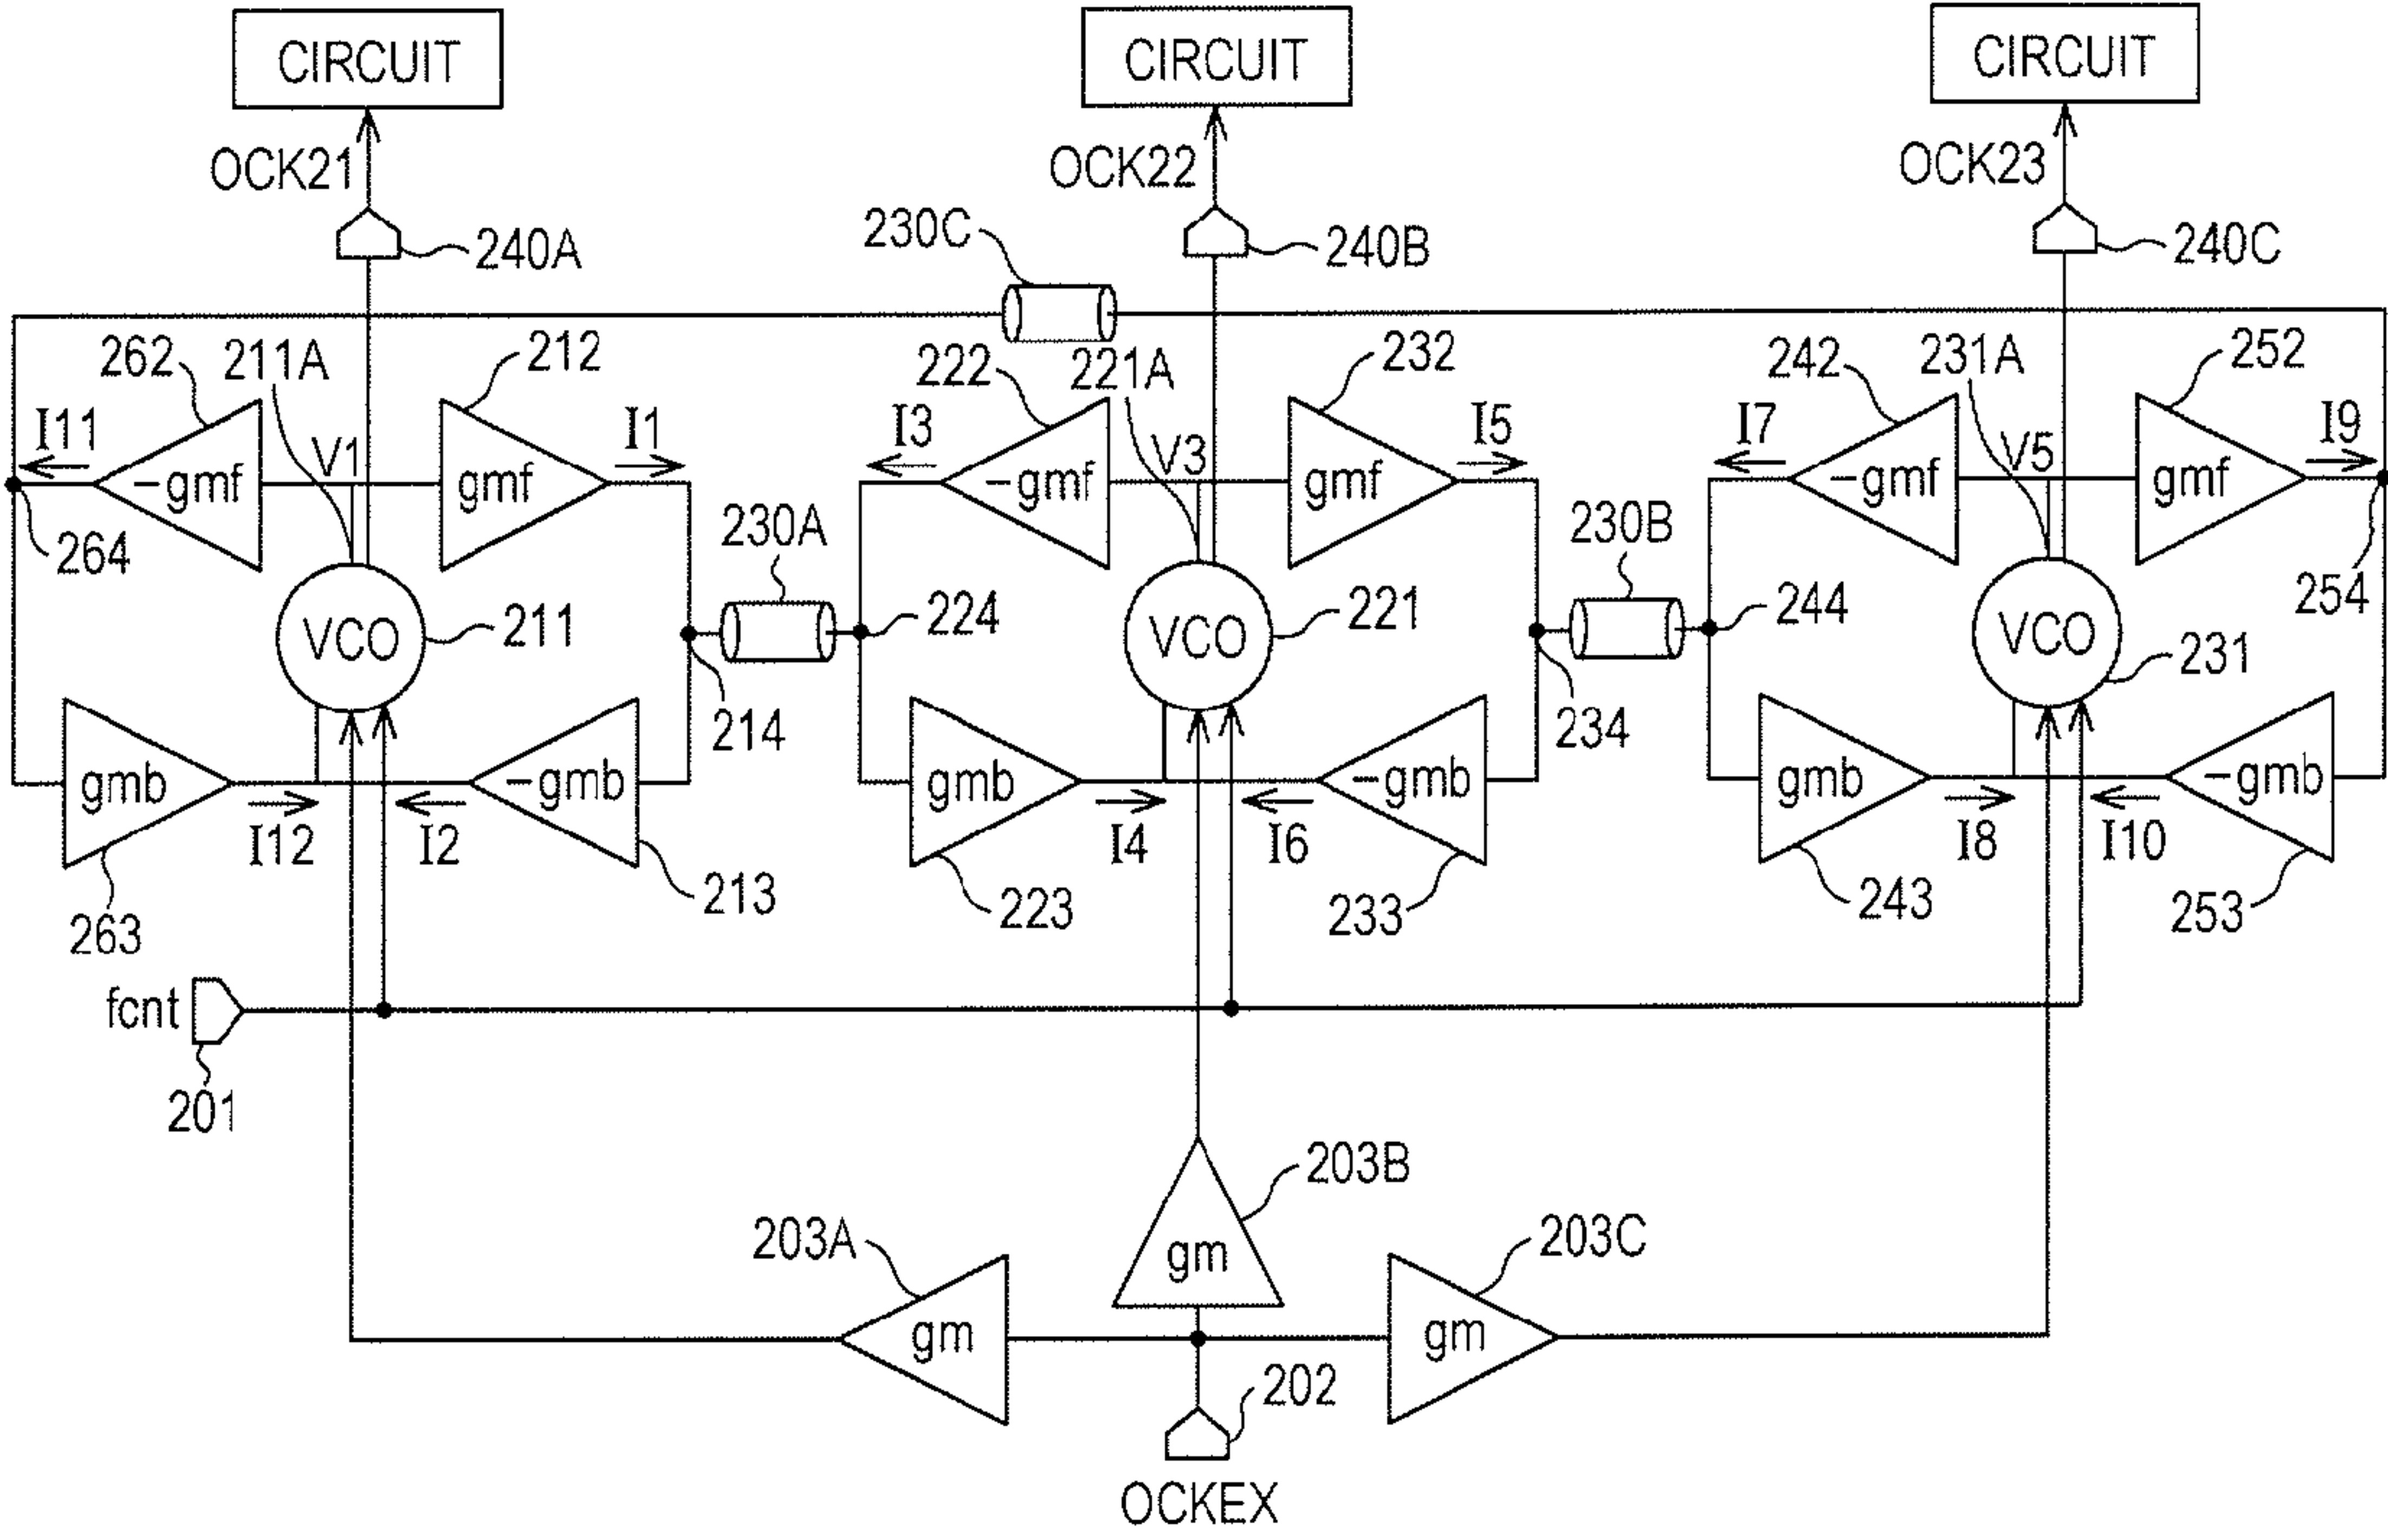 CIRCUIT CIRCUIT CIRCUIT
OCK21 OCK22 OCK23
240A 230C 240B 240C
262 211A 212 222 221A 232 242 231A 252
I11 V1 I1 I3 V3 I5 I7 V5 I9
-gmf gmf -gmf gmf -gmf gmf
264 230A 230B 254
VCO 211 224 VCO 221 244 VCO 231
214 234
gmb -gmb gmb -gmb gmb -gmb
I12 I2 I4 I6 I8 I10
263 213 223 233 243 253
fcnt
201
203B
203A gm 203C
gm gm
202
OCKEX